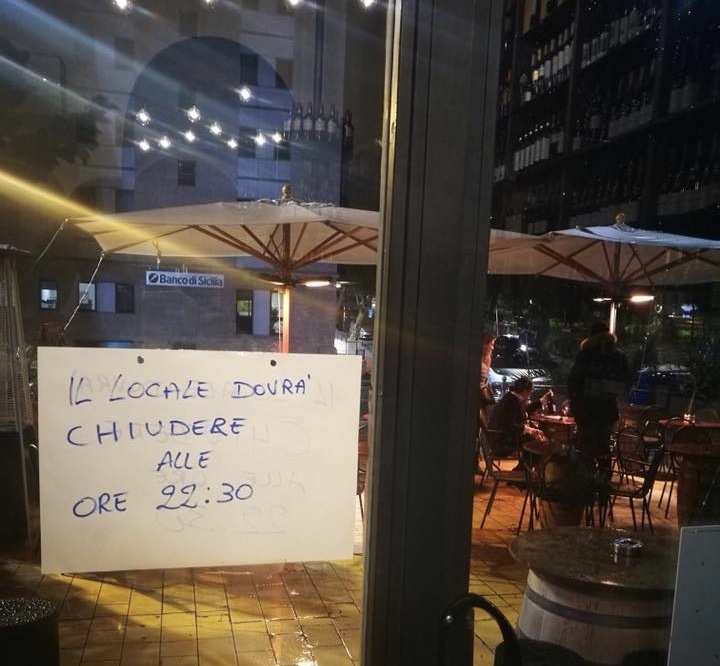 Banco di Sicilia
IL LOCALE DOVRA'
CHIUDERE
ALLE
ORE 22:30